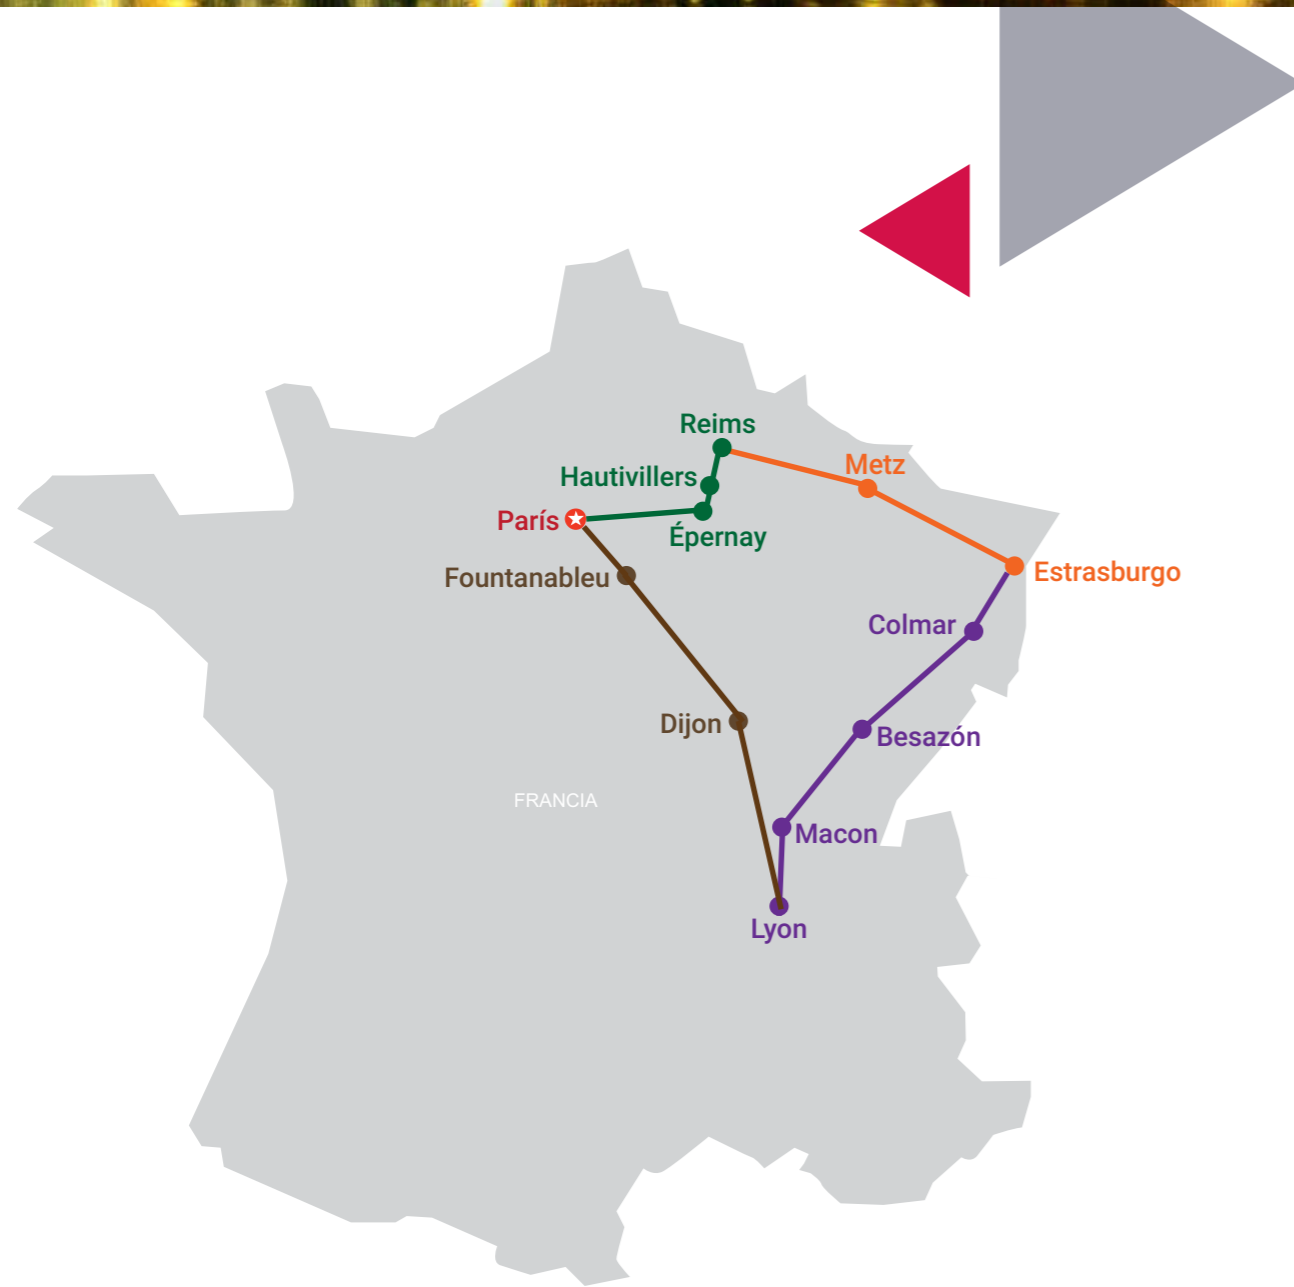 Reims
Metz
Hautivillers
París
Épernay
Estrasburgo
Fountanableu
Colmar
Dijon
Besazón
FRANCIA
Macon
Lyon